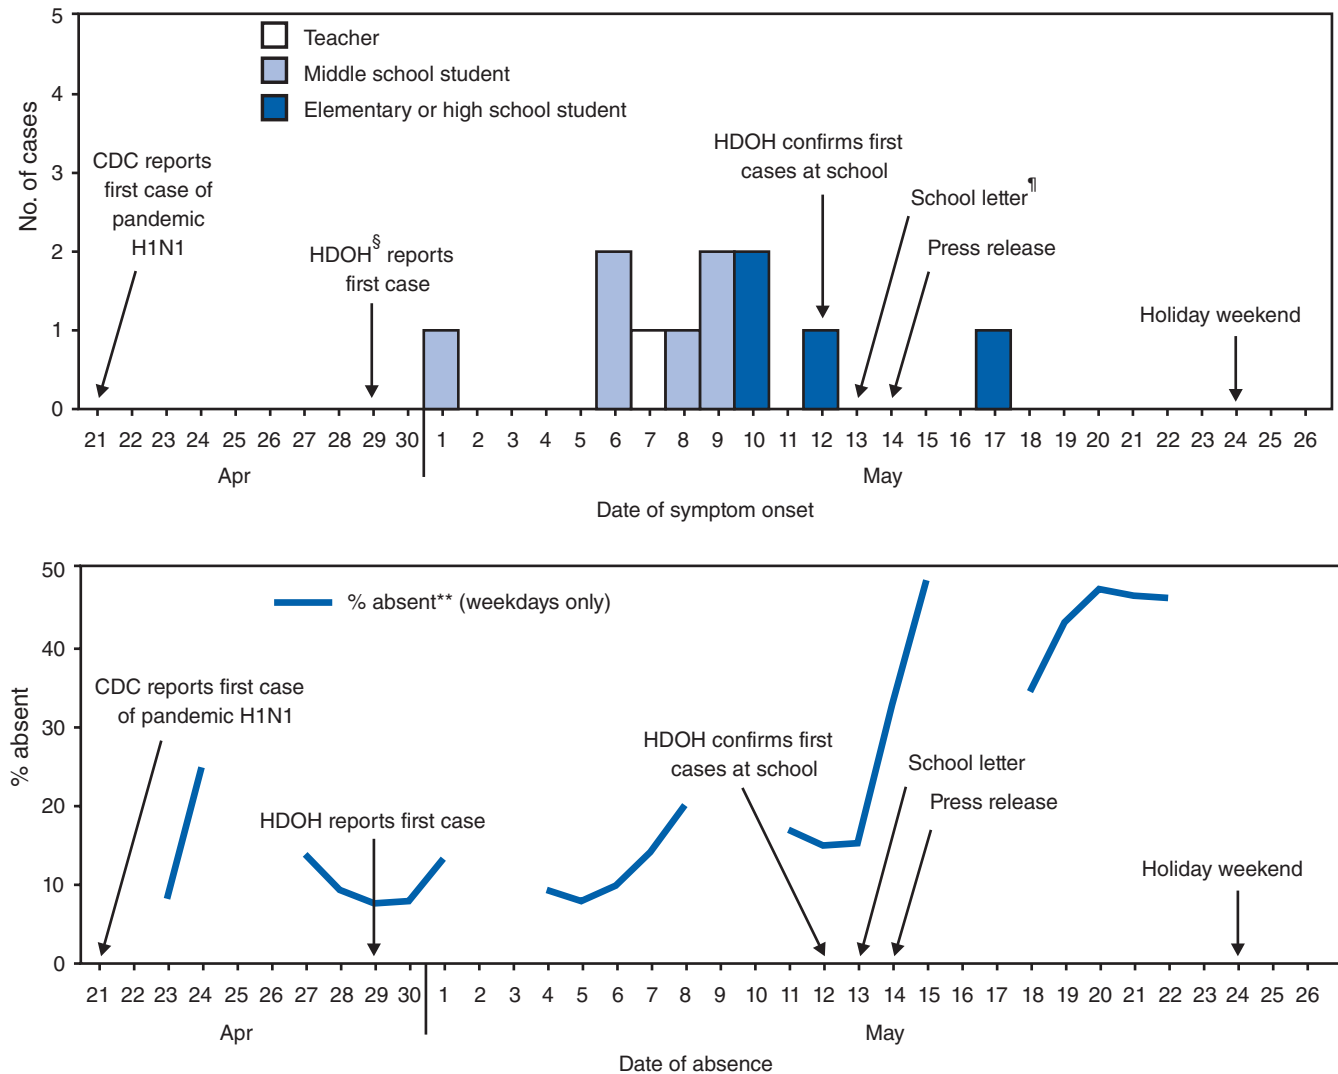 5
4
3
2
1
0
No. of cases
Teacher
Middle school student
Elementary or high school student
CDC reports
first case of
pandemic
H1N1
HDOH§ reports
first case
HDOH confirms first
cases at school
School letter¶
Press release
Holiday weekend
21 22 23 24 25 26 27 28 29 30 1 2 3 4 5 6 7 8 9 10 11 12 13 14 15 16 17 18 19 20 21 22 23 24 25 26
Apr May
Date of symptom onset
50
40
30
20
10
0
% absent
% absent** (weekdays only)
CDC reports first case
of pandemic H1N1
HDOH reports first case
HDOH confirms first
cases at school
School letter
Press release
Holiday weekend
21 22 23 24 25 26 27 28 29 30 1 2 3 4 5 6 7 8 9 10 11 12 13 14 15 16 17 18 19 20 21 22 23 24 25 26
Apr May
Date of absence